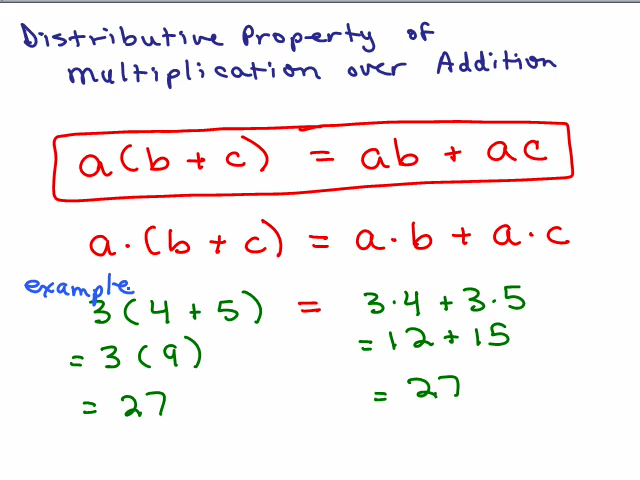 Distributive Property of
Multiplication over Addition
a(b + c) = ab + ac
a·(b + c) = a·b + a·c
example
3(4 + 5) = 3·4 + 3·5
= 3(9) = 12 + 15
= 27 = 27